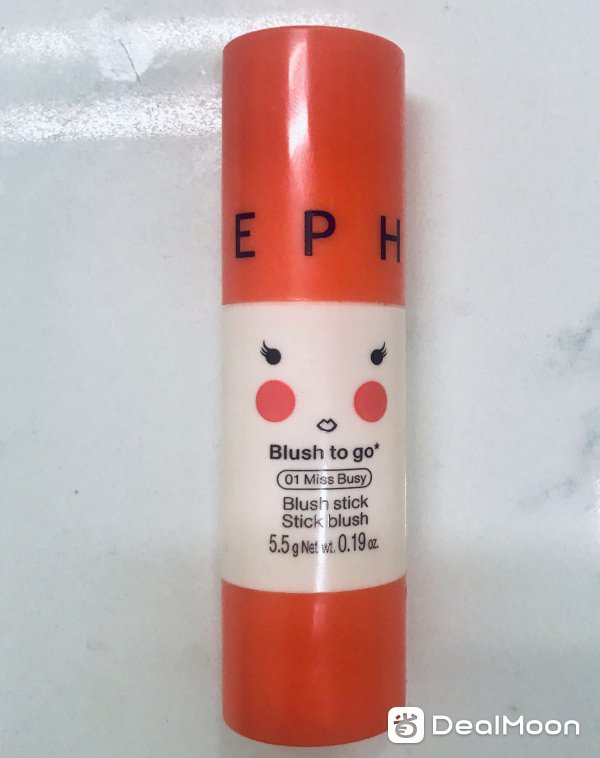 EPH
Blush to go*
01 Miss Busy
Blush stick
Stick blush
5.5 g Net wt. 0.19 oz.
省 DealMoon